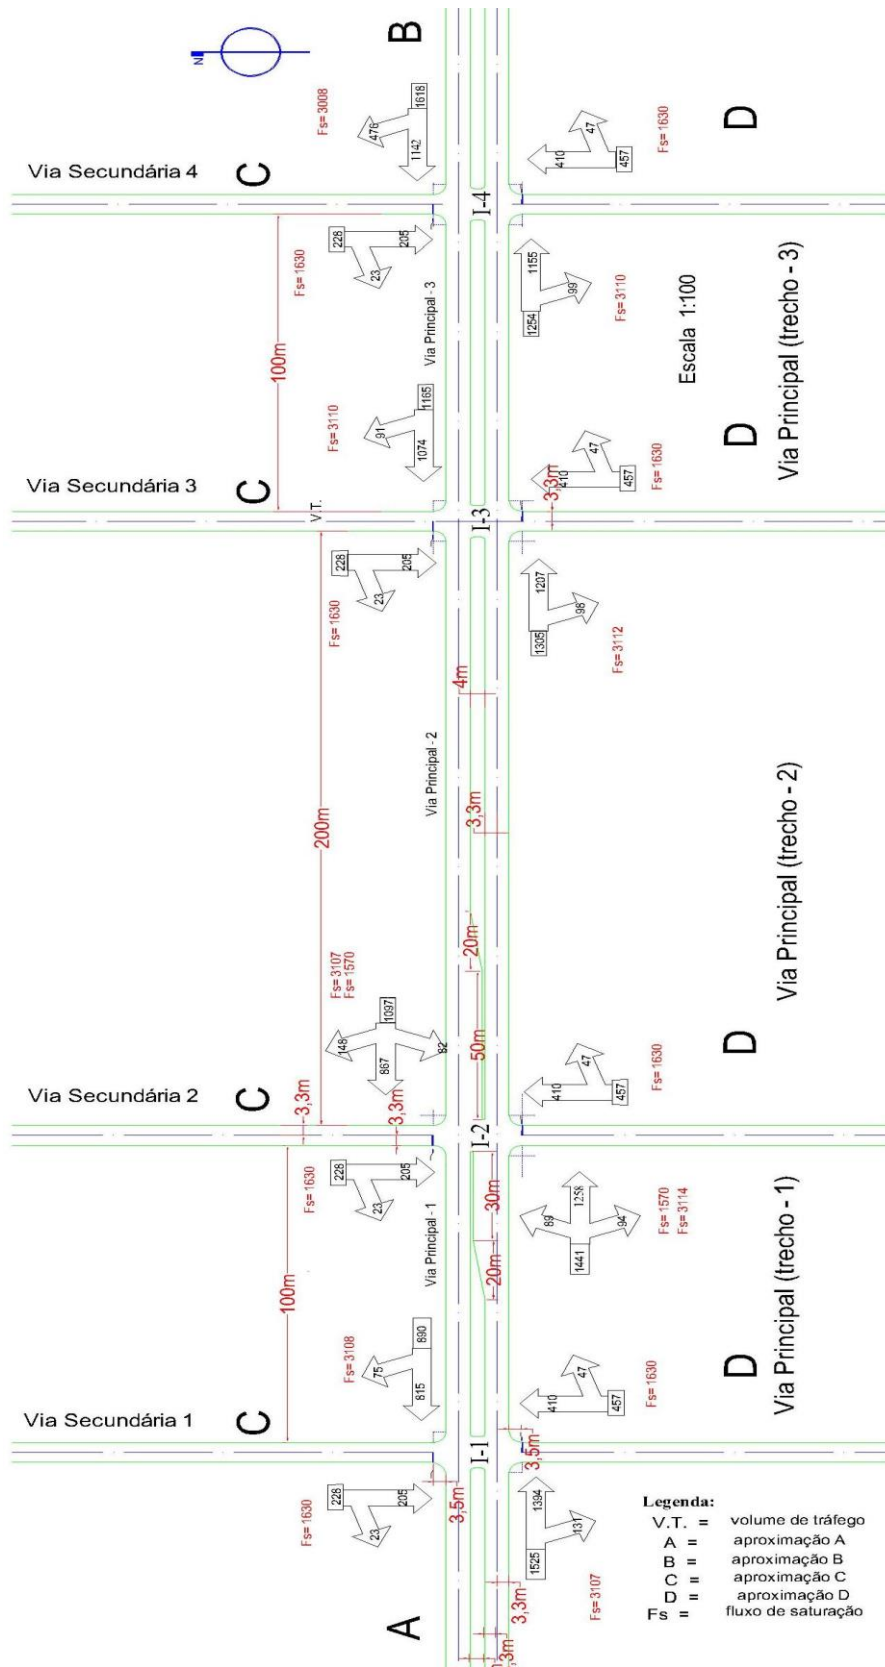 B
N
Fs= 3008
476
1618
1142
47
410
457
Fs= 1630
D
Via Secundária 4
C
I-4
228
205
23
Fs= 1630
1155
99
1254
Fs= 3110
Via Principal - 3
Escala 1:100
Via Principal (trecho - 3)
100m
Fs= 3110
91
1165
1074
47
410
457
Fs= 1630
D
Via Secundária 3
C
V.T.
I-3
3,3m
228
205
23
Fs= 1630
1207
98
1305
Fs= 3112
4m
200m
Via Principal - 2
3,3m
Via Principal (trecho - 2)
20m
Fs= 3107
Fs= 1570
1097
148
867
82
50m
47
410
457
Fs= 1630
D
Via Secundária 2
C
3,3m
3,3m
I-2
228
205
23
Fs= 1630
30m
89
1258
94
1441
Fs= 1570
Fs= 3114
Via Principal - 1
20m
100m
Via Principal (trecho - 1)
Fs= 3108
75
890
815
47
410
457
Fs= 1630
D
Via Secundária 1
C
I-1
3,5m
3,5m
228
205
23
Fs= 1630
1394
131
1525
Fs= 3107
3,3m
A
Legenda:
V.T. = volume de tráfego
A = aproximação A
B = aproximação B
C = aproximação C
D = aproximação D
Fs = fluxo de saturação